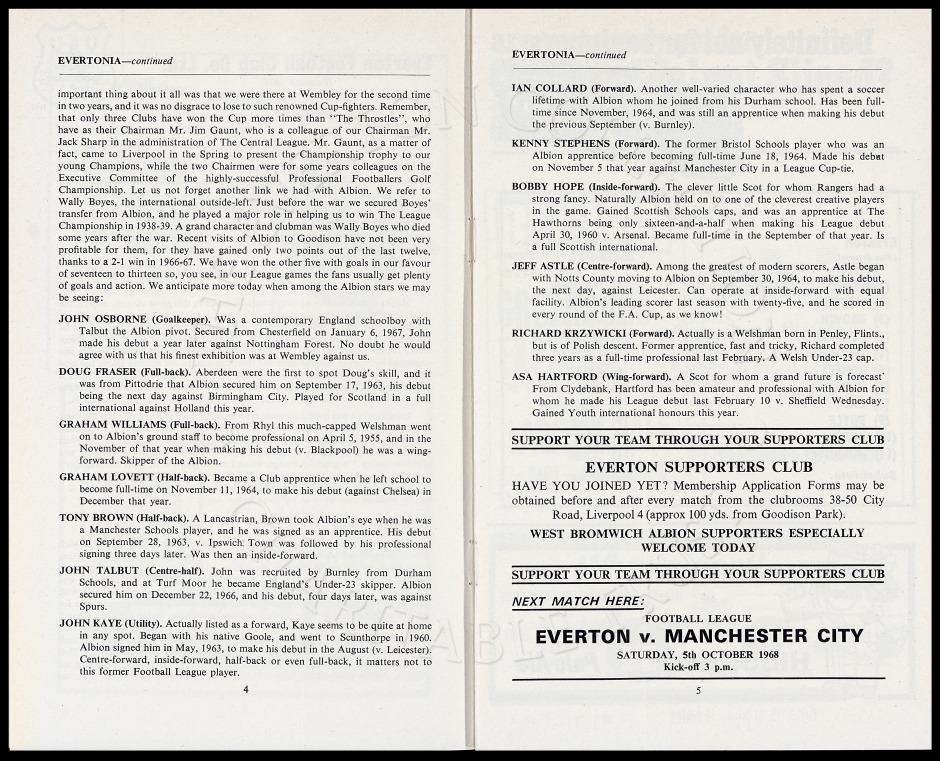 EVERTONIA—continued
important thing about it all was that we were there at Wembley for the second time
in two years, and it was no disgrace to lose to such renowned Cup-fighters. Remember,
that only three Clubs have won the Cup more times than "The Throstles", who
have as their Chairman Mr. Jim Gaunt, who is a colleague of our Chairman Mr.
Jack Sharp in the administration of The Central League. Mr. Gaunt, as a matter of
fact, came to Liverpool in the Spring to present the Championship trophy to our
young Champions, while the two Chairmen were for some years colleagues on the
Executive Committee of the highly-successful Professional Footballers Golf
Championship. Let us not forget another link we had with Albion. We refer to
Wally Boyes, the international outside-left. Just before the war we secured Boyes'
transfer from Albion, and he played a major role in helping us to win The League
Championship in 1938-39. A grand character and clubman was Wally Boyes who died
some years after the war. Recent visits of Albion to Goodison have not been very
profitable for them, for they have gained only two points out of the last twelve,
thanks to a 2-1 win in 1966-67. We have won the other five with goals in our favour
of seventeen to thirteen so, you see, in our League games the fans usually get plenty
of goals and action. We anticipate more today when among the Albion stars we may
be seeing:
JOHN OSBORNE (Goalkeeper). Was a contemporary England schoolboy with
Talbut the Albion pivot. Secured from Chesterfield on January 6, 1967, John
made his debut a year later against Nottingham Forest. No doubt he would
agree with us that his finest exhibition was at Wembley against us.
DOUG FRASER (Full-back). Aberdeen were the first to spot Doug's skill, and it
was from Pittodrie that Albion secured him on September 17, 1963, his debut
being the next day against Birmingham City. Played for Scotland in a full
international against Holland this year.
GRAHAM WILLIAMS (Full-back). From Rhyl this much-capped Welshman went
on to Albion's ground staff to become professional on April 5, 1955, and in the
November of that year when making his debut (v. Blackpool) he was a wing-
forward. Skipper of the Albion.
GRAHAM LOVETT (Half-back). Became a Club apprentice when he left school to
become full-time on November 11, 1964, to make his debut (against Chelsea) in
December that year.
TONY BROWN (Half-back). A Lancastrian, Brown took Albion's eye when he was
a Manchester Schools player, and he was signed as an apprentice. His debut
on September 28, 1963, v. Ipswich Town was followed by his professional
signing three days later. Was then an inside-forward.
JOHN TALBUT (Centre-half). John was recruited by Burnley from Durham
Schools, and at Turf Moor he became England's Under-23 skipper. Albion
secured him on December 22, 1966, and his debut, four days later, was against
Spurs.
JOHN KAYE (Utility). Actually listed as a forward, Kaye seems to be quite at home
in any spot. Began with his native Goole, and went to Scunthorpe in 1960.
Albion signed him in May, 1963, to make his debut in the August (v. Leicester).
Centre-forward, inside-forward, half-back or even full-back, it matters not to
this former Football League player.
4
EVERTONIA—continued
IAN COLLARD (Forward). Another well-varied character who has spent a soccer
lifetime with Albion whom he joined from his Durham school. Has been full-
time since November, 1964, and was still an apprentice when making his debut
the previous September (v. Burnley).
KENNY STEPHENS (Forward). The former Bristol Schools player who was an
Albion apprentice before becoming full-time June 18, 1964. Made his debut
on November 5 that year against Manchester City in a League Cup-tie.
BOBBY HOPE (Inside-forward). The clever little Scot for whom Rangers had a
strong fancy. Naturally Albion held on to one of the cleverest creative players
in the game. Gained Scottish Schools caps, and was an apprentice at The
Hawthorns being only sixteen-and-a-half when making his League debut
April 30, 1960 v. Arsenal. Became full-time in the September of that year. Is
a full Scottish international.
JEFF ASTLE (Centre-forward). Among the greatest of modern scorers, Astle began
with Notts County moving to Albion on September 30, 1964, to make his debut,
the next day, against Leicester. Can operate at inside-forward with equal
facility. Albion's leading scorer last season with twenty-five, and he scored in
every round of the F.A. Cup, as we know!
RICHARD KRZYWICKI (Forward). Actually is a Welshman born in Penley, Flints.,
but is of Polish descent. Former apprentice, fast and tricky, Richard completed
three years as a full-time professional last February. A Welsh Under-23 cap.
ASA HARTFORD (Wing-forward). A Scot for whom a grand future is forecast
From Clydebank, Hartford has been amateur and professional with Albion for
whom he made his League debut last February 10 v. Sheffield Wednesday.
Gained Youth international honours this year.
SUPPORT YOUR TEAM THROUGH YOUR SUPPORTERS CLUB
EVERTON SUPPORTERS CLUB
HAVE YOU JOINED YET? Membership Application Forms may be
obtained before and after every match from the clubrooms 38-50 City
Road, Liverpool 4 (approx 100 yds. from Goodison Park).
WEST BROMWICH ALBION SUPPORTERS ESPECIALLY
WELCOME TODAY
SUPPORT YOUR TEAM THROUGH YOUR SUPPORTERS CLUB
NEXT MATCH HERE:
FOOTBALL LEAGUE
EVERTON v. MANCHESTER CITY
SATURDAY, 5th OCTOBER 1968
Kick-off 3 p.m.
5